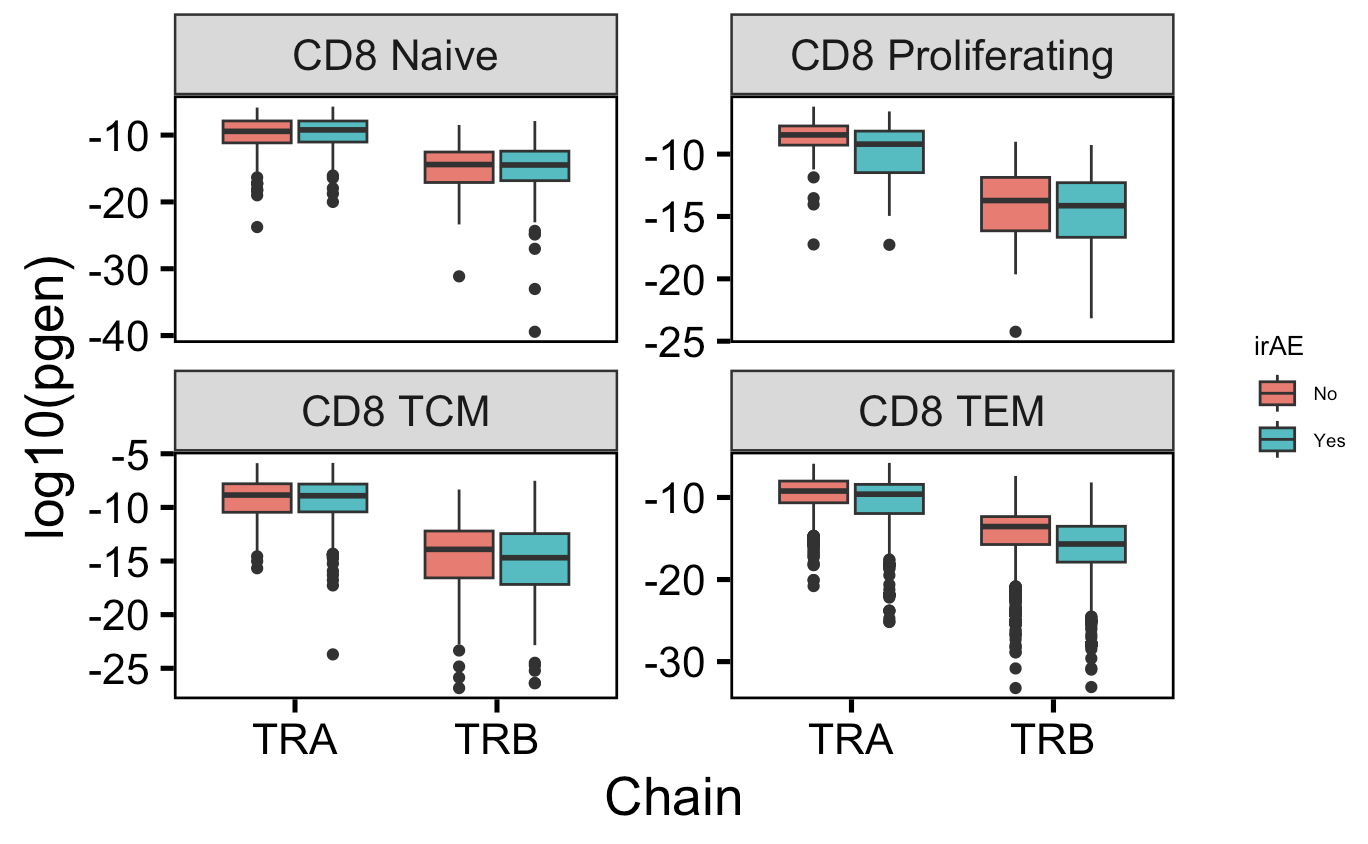 CD8 Naive
CD8 Proliferating
-10
-20
-30
-40
-10
-15
-20
-25
log10(pgen)
irAE
No
Yes
CD8 TCM
CD8 TEM
-5
-10
-15
-20
-25
-10
-20
-30
TRA
TRB
TRA
TRB
Chain